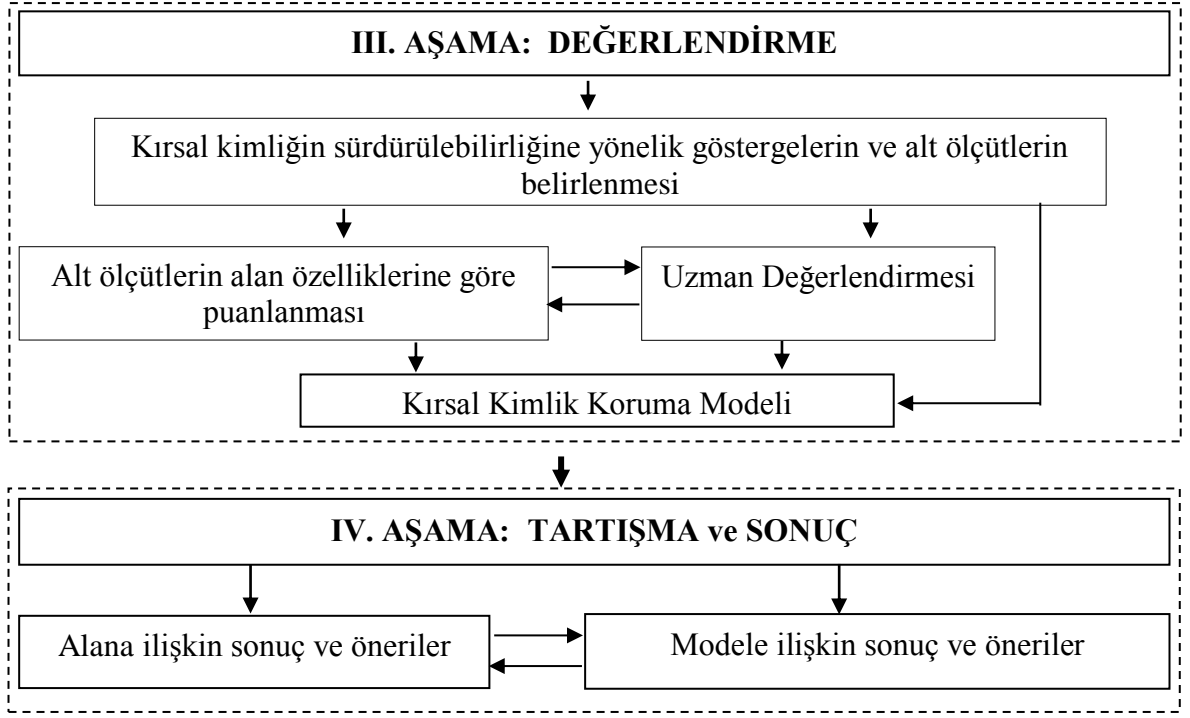 III. AŞAMA: DEĞERLENDİRME
Kırsal kimliğin sürdürülebilirliğine yönelik göstergelerin ve alt ölçütlerin
belirlenmesi
Alt ölçütlerin alan özelliklerine göre
puanlanması
Uzman Değerlendirmesi
Kırsal Kimlik Koruma Modeli
IV. AŞAMA: TARTIŞMA ve SONUÇ
Alana ilişkin sonuç ve öneriler
Modele ilişkin sonuç ve öneriler